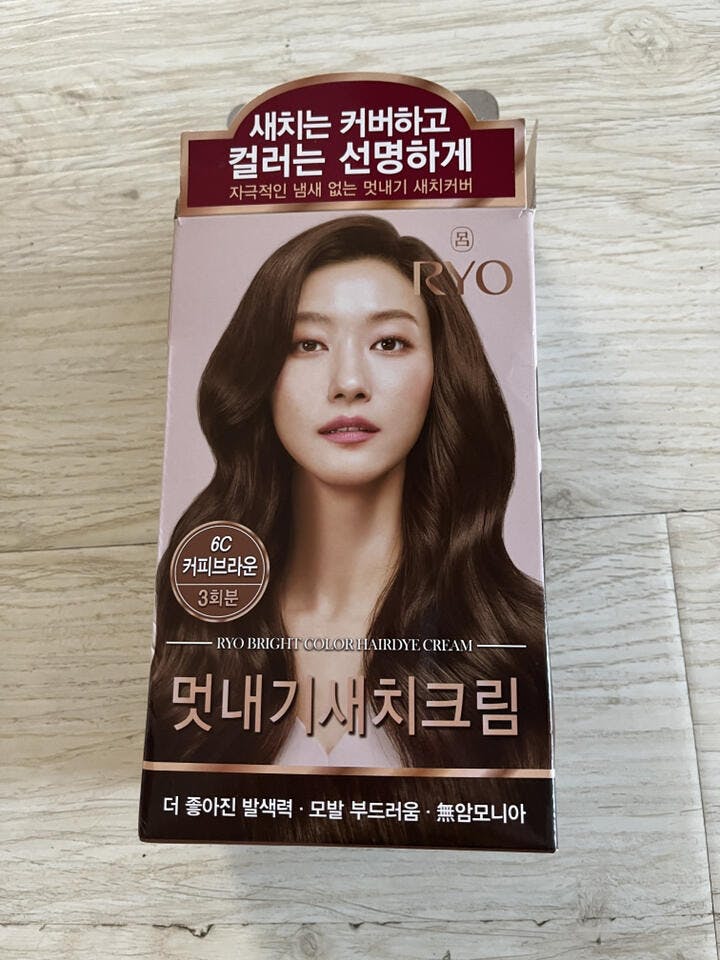 새치는 커버하고
컬러는 선명하게
자극적인 냄새 없는 멋내기 새치커버
呂
RYO
6C
커피브라운
3회분
RYO BRIGHT COLOR HAIRDYE CREAM
멋내기새치크림
더 좋아진 발색력 · 모발 부드러움 · 無암모니아